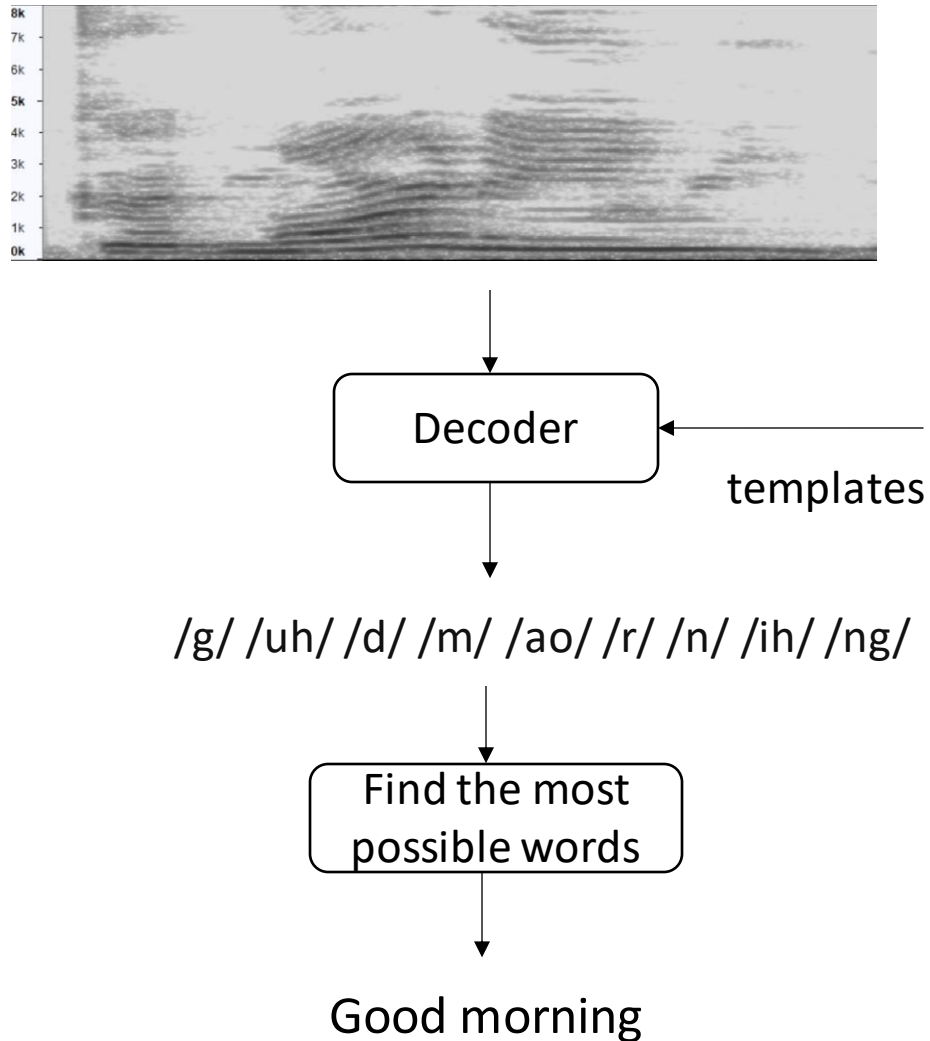 8k
7k
6k
5k
4k
3k
2k
1k
0k
Decoder
templates
/g/ /uh/ /d/ /m/ /ao/ /r/ /n/ /ih/ /ng/
Find the most
possible words
Good morning